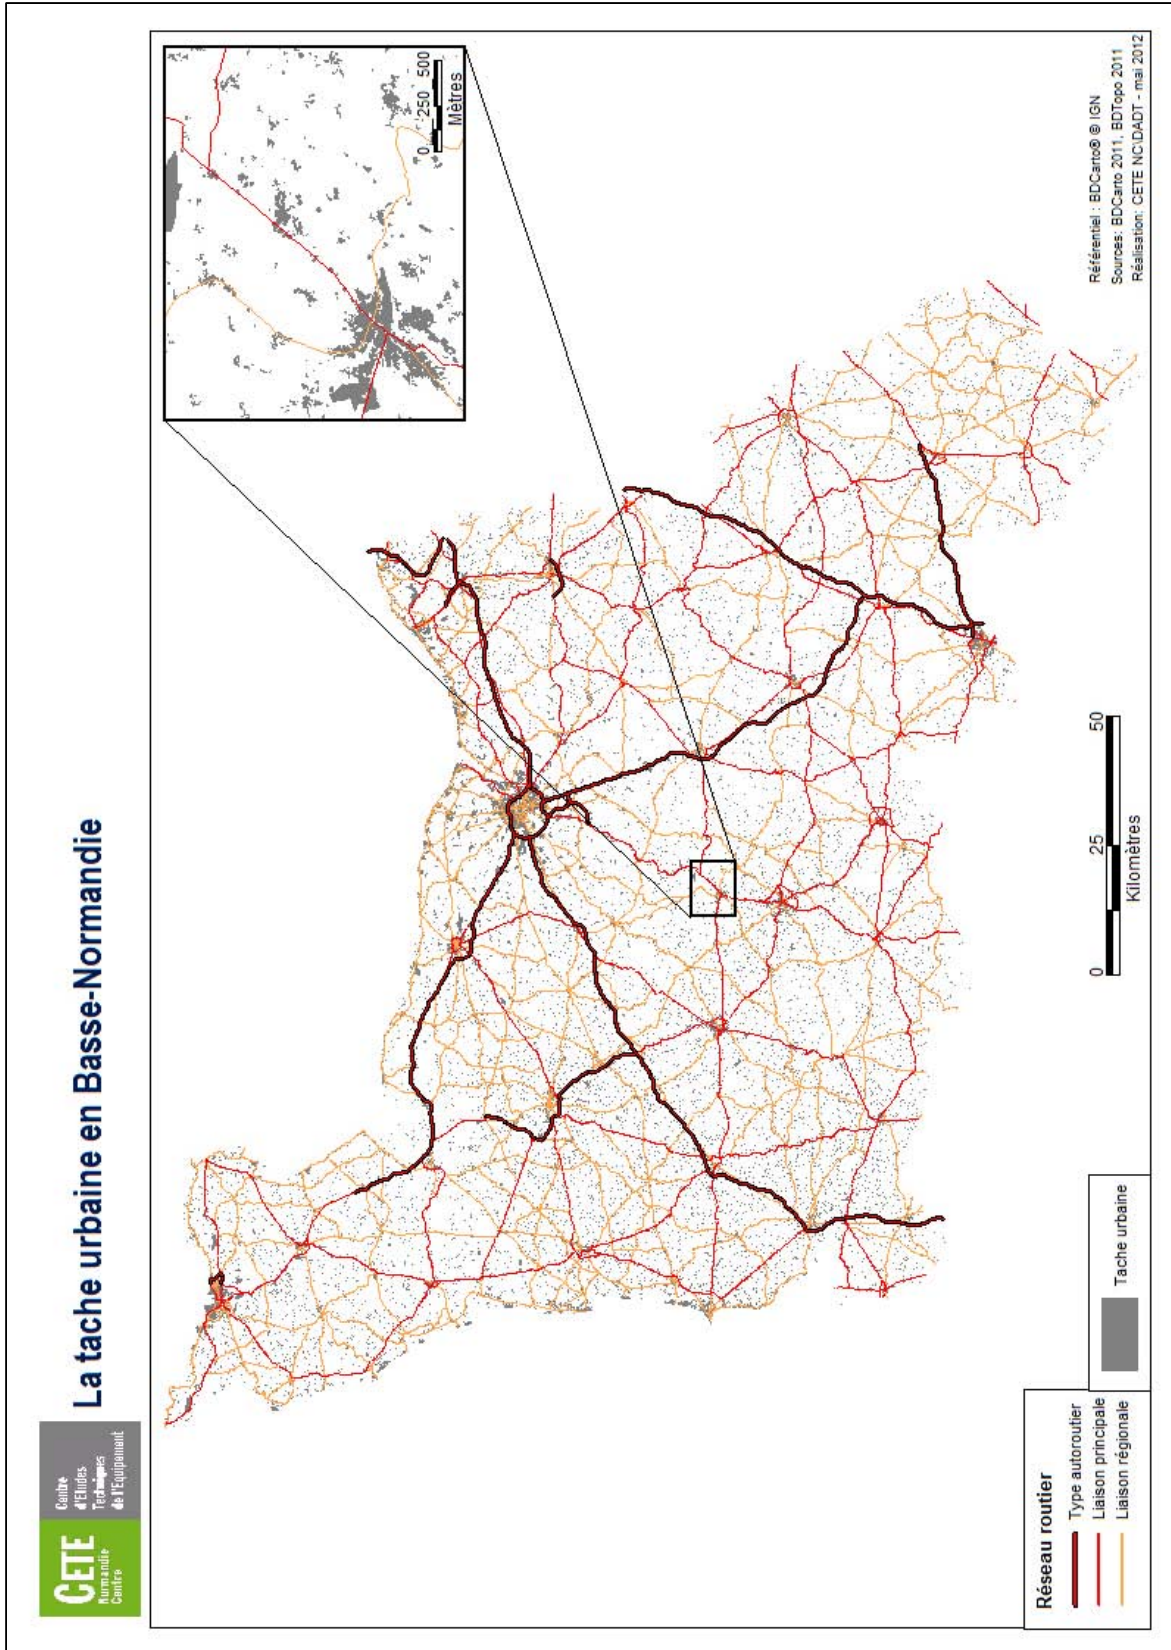 CETE
Normandie
Centre
Centre
d'Etudes
Techniques
de l'Equipement
La tache urbaine en Basse-Normandie
0 250 500
Mètres
Référentiel : BDCarto® © IGN
Sources: BDCarto 2011, BDTopo 2011
Réalisation: CETE NC\DADT - mai 2012
0 25 50
Kilomètres
Réseau routier
Type autoroutier
Liaison principale
Liaison régionale
Tache urbaine